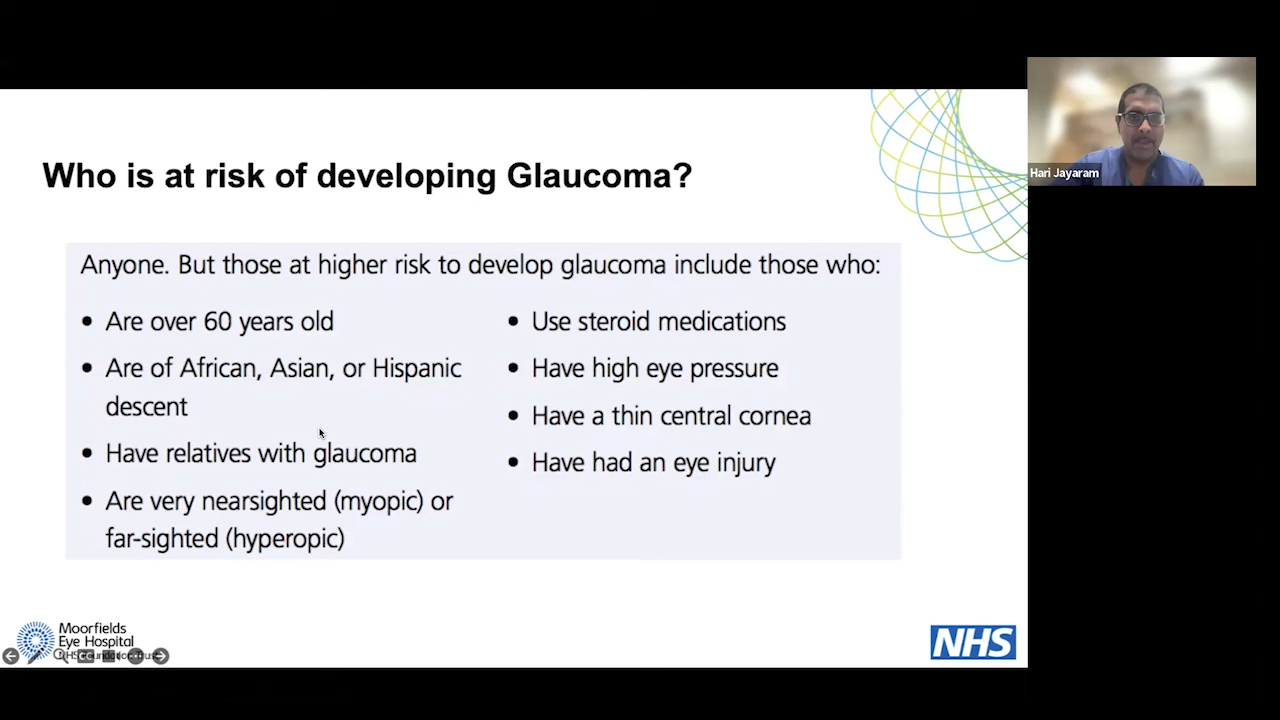 Who is at risk of developing Glaucoma?
Anyone. But those at higher risk to develop glaucoma include those who:
• Are over 60 years old
• Are of African, Asian, or Hispanic
descent
• Have relatives with glaucoma
• Are very nearsighted (myopic) or
far-sighted (hyperopic)
• Use steroid medications
• Have high eye pressure
• Have a thin central cornea
• Have had an eye injury
Moorfields
Eye Hospital
NHS Foundation Trust
NHS
Hari Jayaram